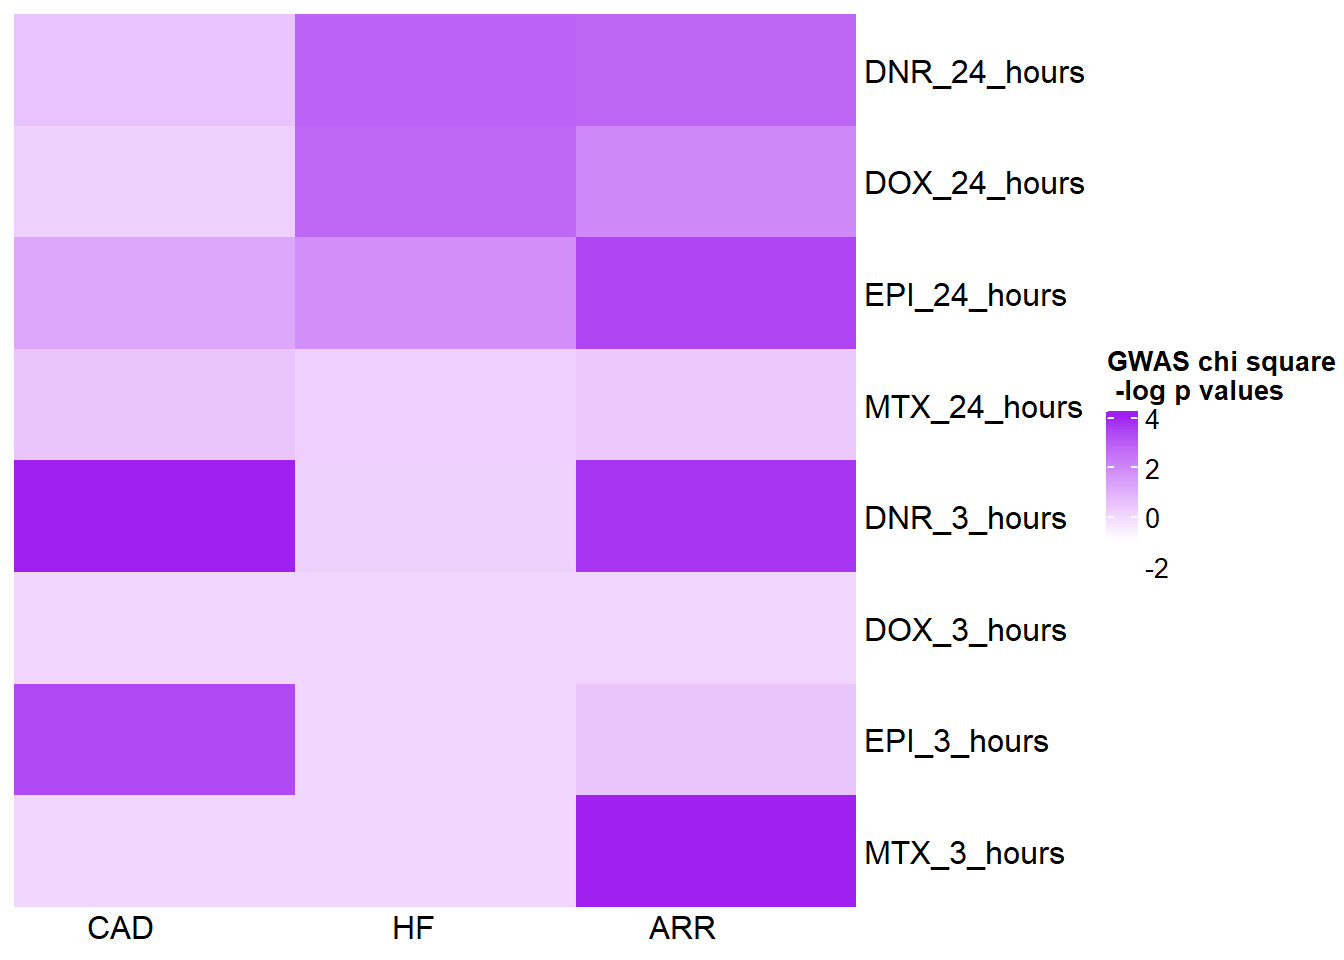 DNR_24_hours
DOX_24_hours
EPI_24_hours
MTX_24_hours
DNR_3_hours
DOX_3_hours
EPI_3_hours
MTX_3_hours
CAD HF ARR
GWAS chi square
-log p values
4
2
0
-2